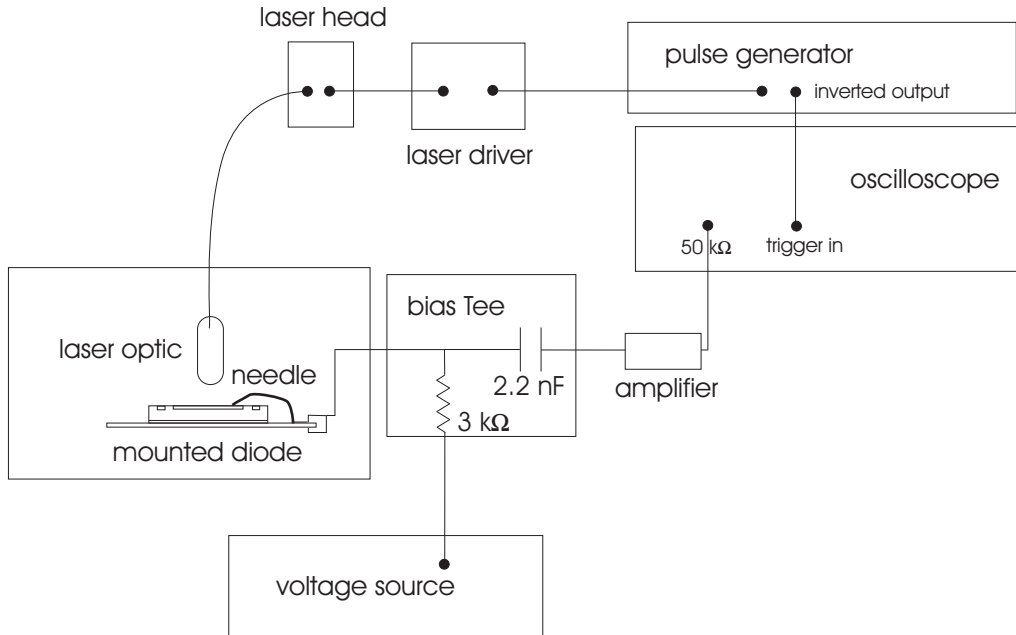 laser head
pulse generator
inverted output
laser driver
oscilloscope
50 kΩ
trigger in
bias Tee
laser optic
needle
2.2 nF
amplifier
3 kΩ
mounted diode
voltage source